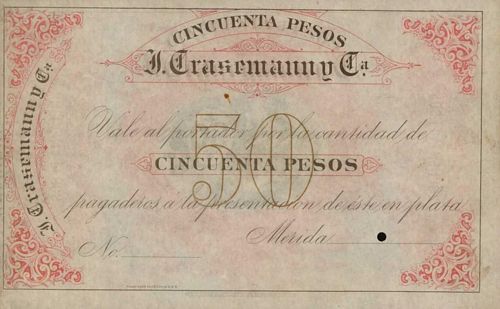 CINCUENTA PESOS
J. Crasemann y Ca.
J. Crasemann y Ca.
Vale al portador por la cantidad de
50
CINCUENTA PESOS
pagaderos a la presentacion de este en plata
Merida
No.